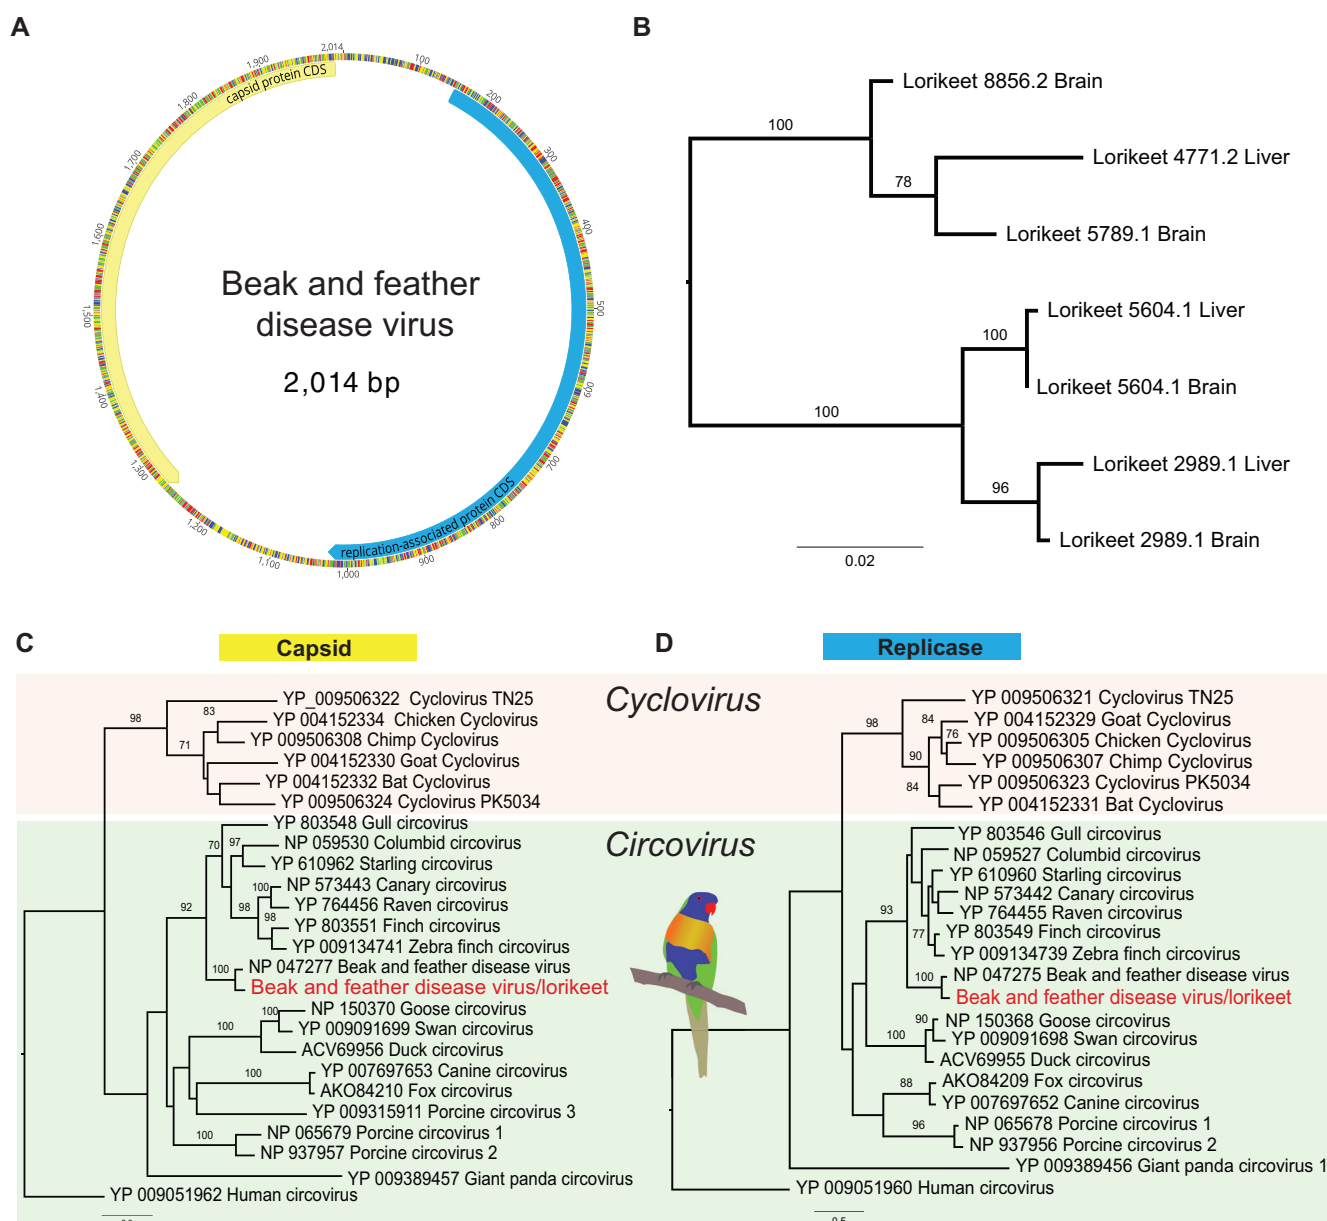 A
2,014
100
200
300
400
500
600
700
800
900
1,000
1,100
1,200
1,300
1,400
1,500
1,600
1,700
1,800
1,900
capsid protein CDS
replication-associated protein CDS
Beak and feather
disease virus
2,014 bp
B
Lorikeet 8856.2 Brain
100
Lorikeet 4771.2 Liver
78
Lorikeet 5789.1 Brain
Lorikeet 5604.1 Liver
100
Lorikeet 5604.1 Brain
100
Lorikeet 2989.1 Liver
96
Lorikeet 2989.1 Brain
0.02
C
Capsid
YP_009506322 Cyclovirus TN25
98
83
YP 004152334 Chicken Cyclovirus
YP 009506308 Chimp Cyclovirus
71
YP 004152330 Goat Cyclovirus
YP 004152332 Bat Cyclovirus
YP 009506324 Cyclovirus PK5034
YP 803548 Gull circovirus
70
97
NP 059530 Columbid circovirus
YP 610962 Starling circovirus
100
NP 573443 Canary circovirus
YP 764456 Raven circovirus
92
98
98
YP 803551 Finch circovirus
YP 009134741 Zebra finch circovirus
100
NP 047277 Beak and feather disease virus
Beak and feather disease virus/lorikeet
100
NP 150370 Goose circovirus
100
YP 009091699 Swan circovirus
ACV69956 Duck circovirus
100
YP 007697653 Canine circovirus
AKO84210 Fox circovirus
YP 009315911 Porcine circovirus 3
100
NP 065679 Porcine circovirus 1
NP 937957 Porcine circovirus 2
YP 009389457 Giant panda circovirus
YP 009051962 Human circovirus
Cyclovirus
Circovirus
D
Replicase
YP 009506321 Cyclovirus TN25
98
84
YP 004152329 Goat Cyclovirus
76
YP 009506305 Chicken Cyclovirus
90
YP 009506307 Chimp Cyclovirus
84
YP 009506323 Cyclovirus PK5034
YP 004152331 Bat Cyclovirus
YP 803546 Gull circovirus
NP 059527 Columbid circovirus
YP 610960 Starling circovirus
NP 573442 Canary circovirus
93
YP 764455 Raven circovirus
77
YP 803549 Finch circovirus
YP 009134739 Zebra finch circovirus
100
NP 047275 Beak and feather disease virus
Beak and feather disease virus/lorikeet
90
NP 150368 Goose circovirus
100
YP 009091698 Swan circovirus
ACV69955 Duck circovirus
88
AKO84209 Fox circovirus
YP 007697652 Canine circovirus
96
NP 065678 Porcine circovirus 1
NP 937956 Porcine circovirus 2
YP 009389456 Giant panda circovirus 1
YP 009051960 Human circovirus